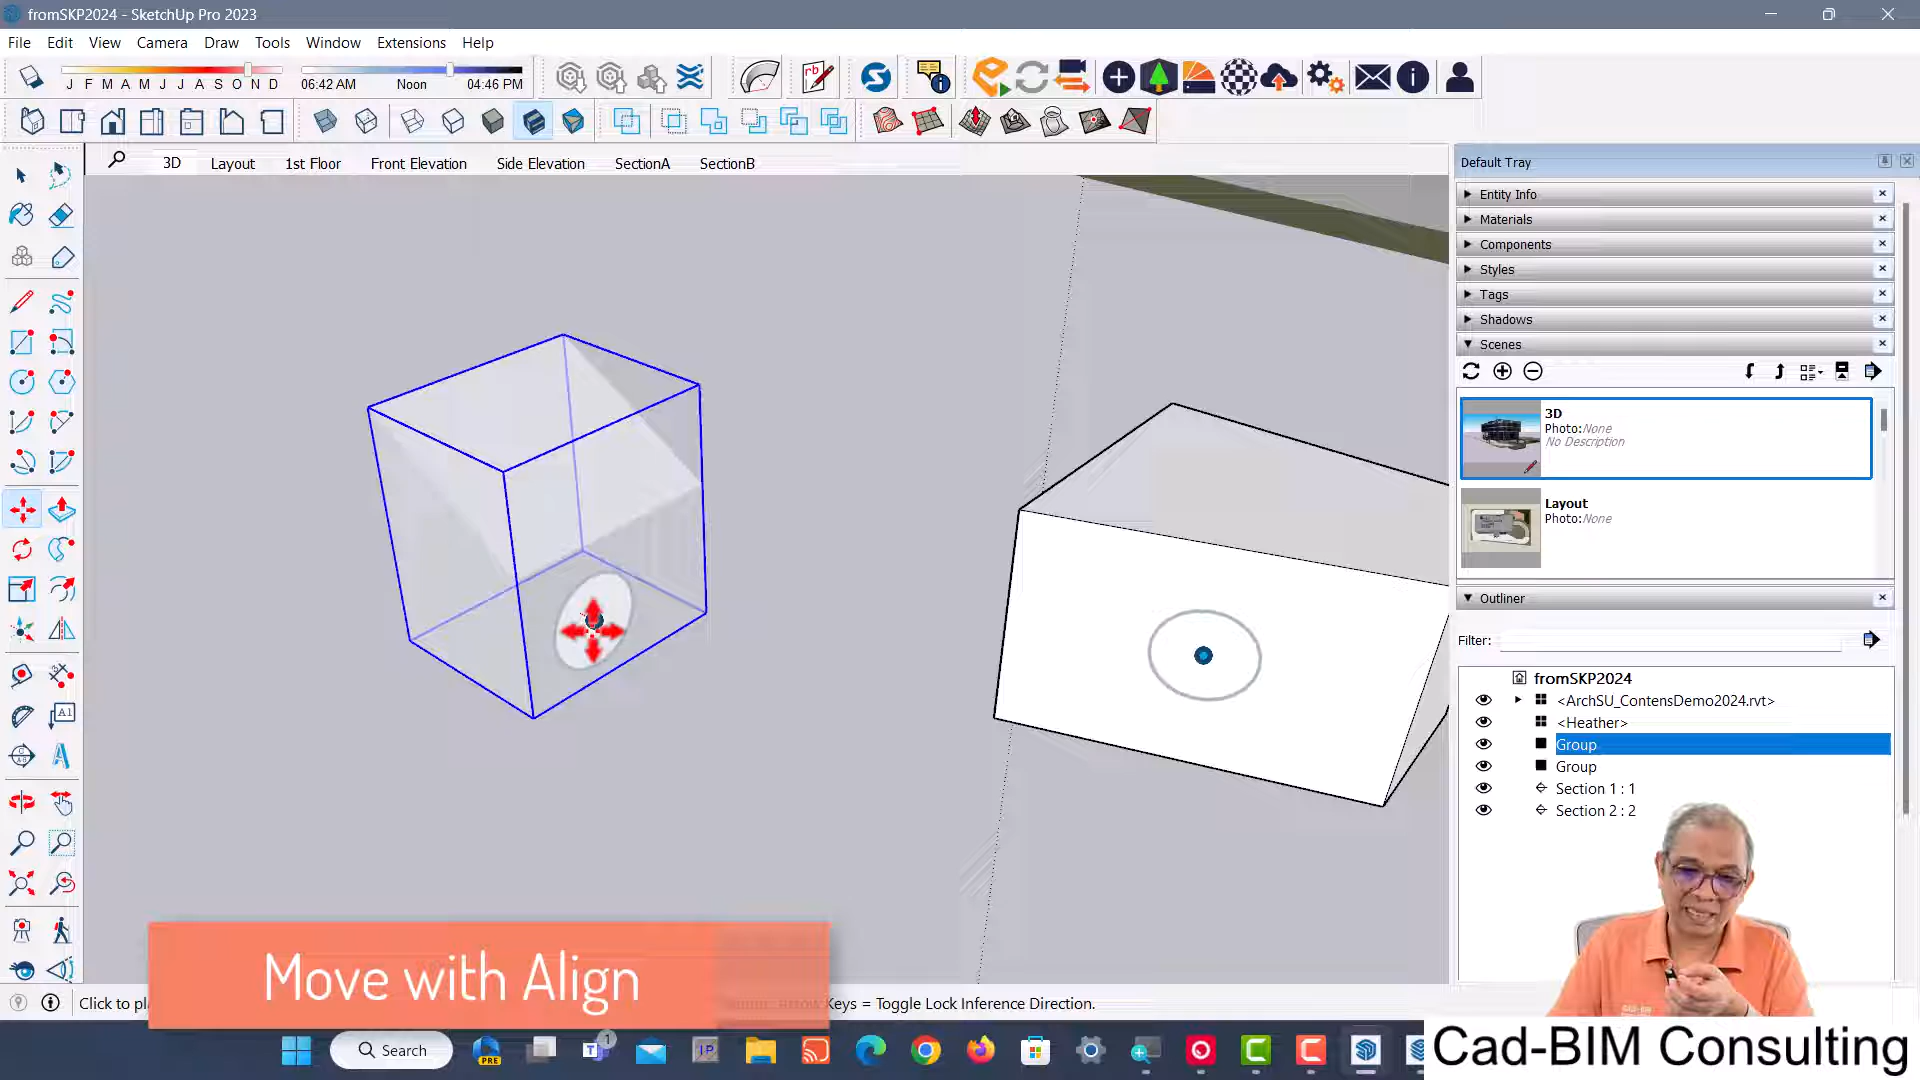 fromSKP2024 - SketchUp Pro 2023
File Edit View Camera Draw Tools Window Extensions Help
J F M A M J J A S O N D 06:42 AM Noon 04:46 PM
3D Layout 1st Floor Front Elevation Side Elevation SectionA SectionB
Default Tray
Entity Info
Materials
Components
Styles
Tags
Shadows
Scenes
3D
Photo:None
No Description
Layout
Photo:None
Outliner
Filter:
fromSKP2024
<ArchSU_ContensDemo2024.rvt>
<Heather>
Group
Group
Section 1 : 1
Section 2 : 2
Move with Align
Click to pl
Keys = Toggle Lock Inference Direction.
Search
PRE
1
Cad-BIM Consulting